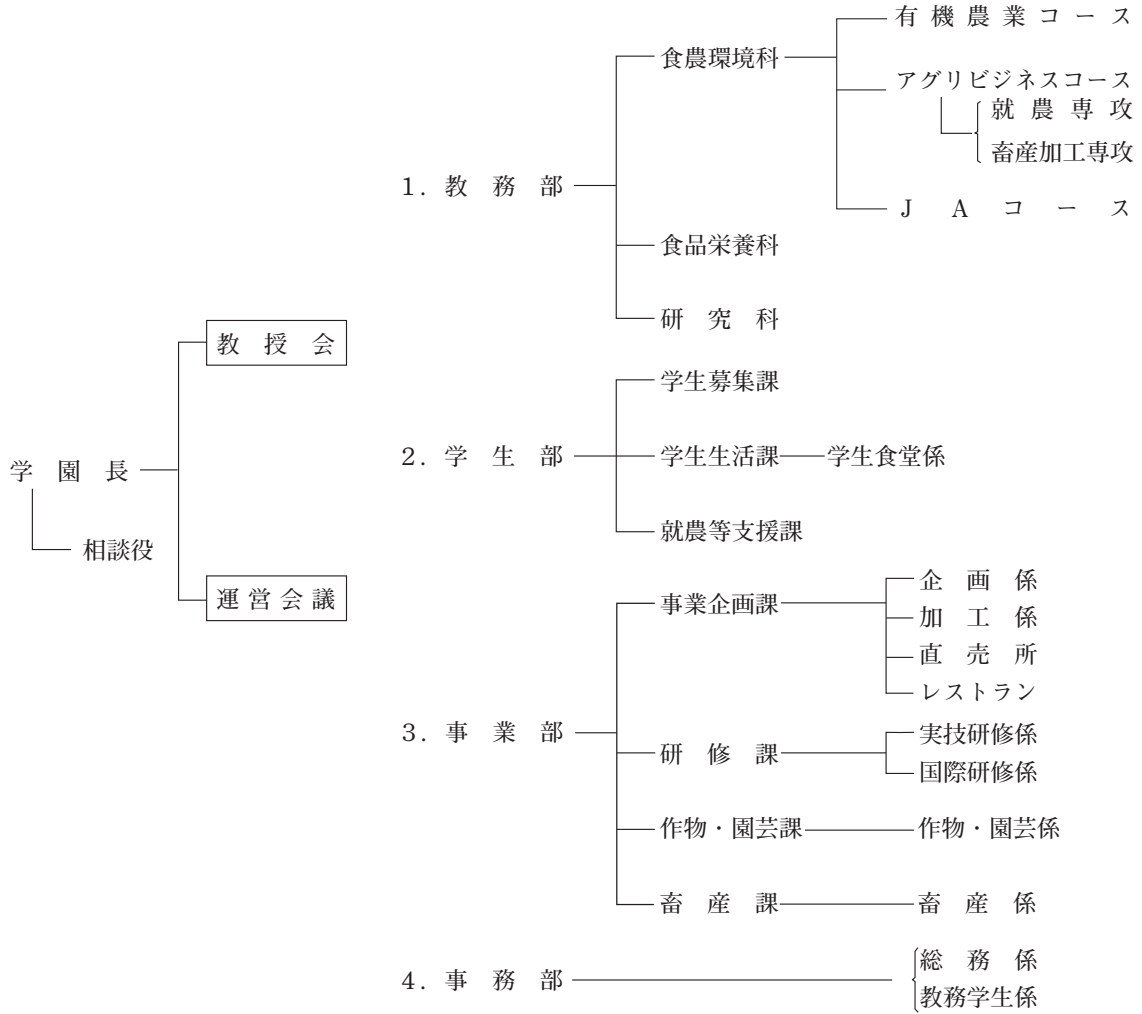 学園長
相談役
教授会
運営会議
1．教務部
食農環境科
有機農業コース
アグリビジネスコース
就農専攻
畜産加工専攻
ＪＡコース
食品栄養科
研究科
2．学生部
学生募集課
学生生活課
学生食堂係
就農等支援課
3．事業部
事業企画課
企画係
加工係
直売所
レストラン
研修課
実技研修係
国際研修係
作物・園芸課
作物・園芸係
畜産課
畜産係
4．事務部
総務係
教務学生係